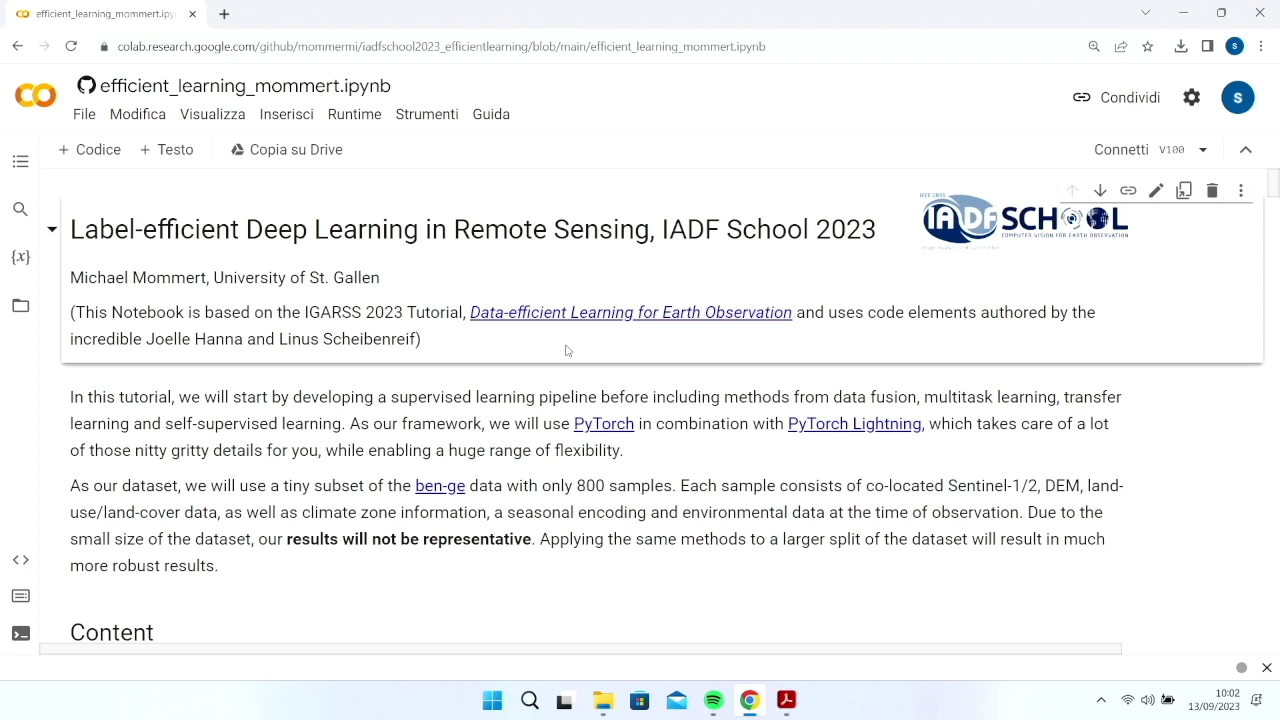 efficient_learning_mommert.ipy
colab.research.google.com/github/mommermi/iadfschool2023_efficientlearning/blob/main/efficient_learning_mommert.ipynb
S
CO
efficient_learning_mommert.ipynb
File Modifica Visualizza Inserisci Runtime Strumenti Guida
Condividi
S
+ Codice + Testo Copia su Drive
Connetti V100
{x}
Label-efficient Deep Learning in Remote Sensing, IADF School 2023
IEEE GRSS
IADF SCHOOL
COMPUTER VISION FOR EARTH OBSERVATION
Michael Mommert, University of St. Gallen
(This Notebook is based on the IGARSS 2023 Tutorial, Data-efficient Learning for Earth Observation and uses code elements authored by the
incredible Joelle Hanna and Linus Scheibenreif)
In this tutorial, we will start by developing a supervised learning pipeline before including methods from data fusion, multitask learning, transfer
learning and self-supervised learning. As our framework, we will use PyTorch in combination with PyTorch Lightning, which takes care of a lot
of those nitty gritty details for you, while enabling a huge range of flexibility.
As our dataset, we will use a tiny subset of the ben-ge data with only 800 samples. Each sample consists of co-located Sentinel-1/2, DEM, land-
use/land-cover data, as well as climate zone information, a seasonal encoding and environmental data at the time of observation. Due to the
small size of the dataset, our results will not be representative. Applying the same methods to a larger split of the dataset will result in much
more robust results.
Content
10:02
13/09/2023